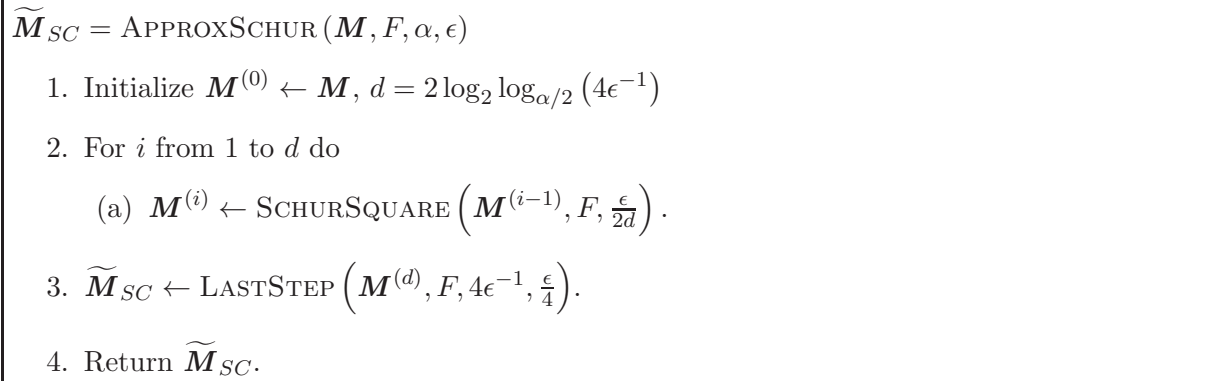 M̃_SC = APPROXSCHUR (M, F, α, ϵ)
1. Initialize M^(0) ← M, d = 2 log_2 log_{α/2} (4ϵ^{-1})
2. For i from 1 to d do
(a) M^(i) ← SCHURSQUARE (M^(i−1), F, ϵ/2d) .
3. M̃_SC ← LASTSTEP (M^(d), F, 4ϵ^{-1}, ϵ/4).
4. Return M̃_SC.